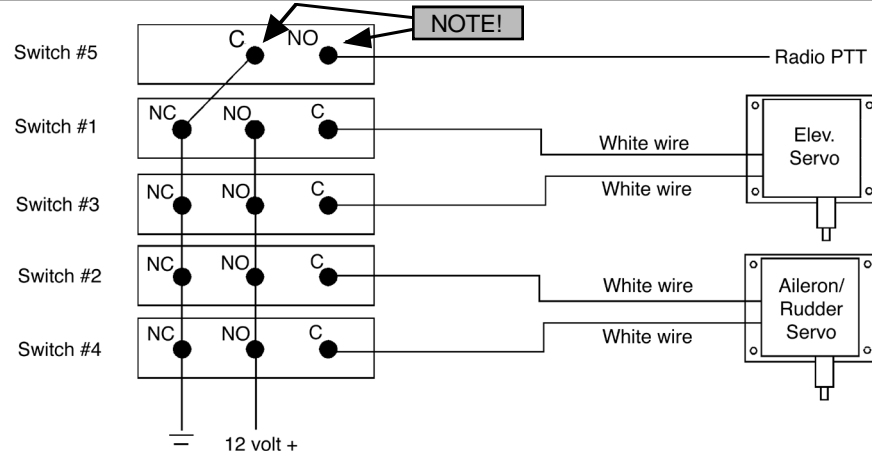 NOTE!
Switch #5
C
NO
Radio PTT
Switch #1
NC
NO
C
White wire
Elev.
Servo
Switch #3
NC
NO
C
White wire
Switch #2
NC
NO
C
White wire
Aileron/
Rudder
Servo
Switch #4
NC
NO
C
White wire
12 volt +